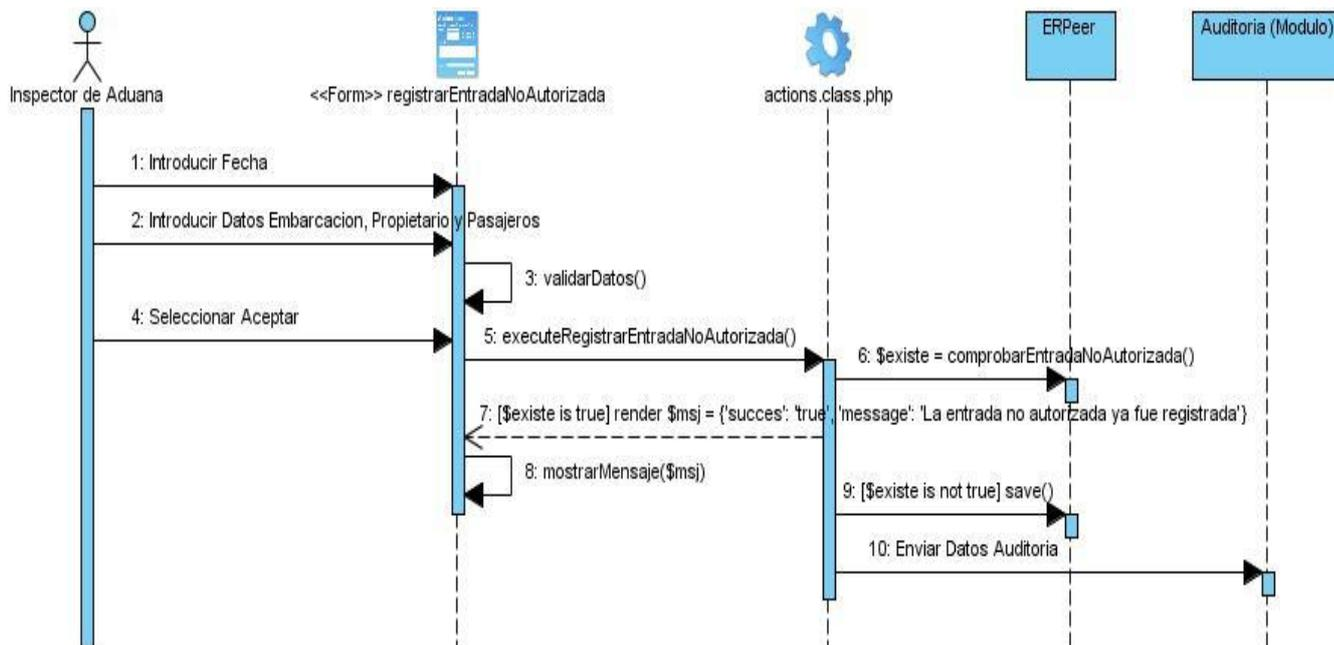 ERPeer
Auditoria (Modulo)
Inspector de Aduana
<<Form>> registrarEntradaNoAutorizada
actions.class.php
1: Introducir Fecha
2: Introducir Datos Embarcacion, Propietario y Pasajeros
3: validarDatos()
4: Seleccionar Aceptar
5: executeRegistrarEntradaNoAutorizada()
6: $existe = comprobarEntradaNoAutorizada()
7: [$existe is true] render $msj = {'succes': 'true', 'message': 'La entrada no autorizada ya fue registrada'}
8: mostrarMensaje($msj)
9: [$existe is not true] save()
10: Enviar Datos Auditoria